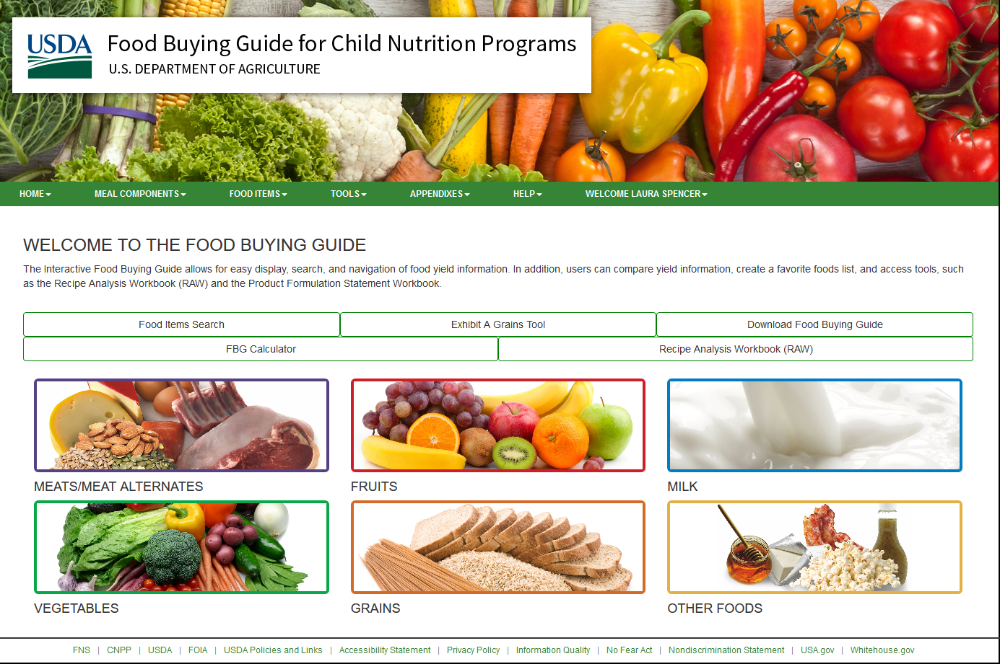 USDA
Food Buying Guide for Child Nutrition Programs
U.S. DEPARTMENT OF AGRICULTURE
HOME MEAL COMPONENTS FOOD ITEMS TOOLS APPENDIXES HELP WELCOME LAURA SPENCER
WELCOME TO THE FOOD BUYING GUIDE
The Interactive Food Buying Guide allows for easy display, search, and navigation of food yield information. In addition, users can compare yield information, create a favorite foods list, and access tools, such
as the Recipe Analysis Workbook (RAW) and the Product Formulation Statement Workbook.
Food Items Search Exhibit A Grains Tool Download Food Buying Guide
FBG Calculator Recipe Analysis Workbook (RAW)
MEATS/MEAT ALTERNATES FRUITS MILK
VEGETABLES GRAINS OTHER FOODS
FNS | CNPP | USDA | FOIA | USDA Policies and Links | Accessibility Statement | Privacy Policy | Information Quality | No Fear Act | Nondiscrimination Statement | USA.gov | Whitehouse.gov